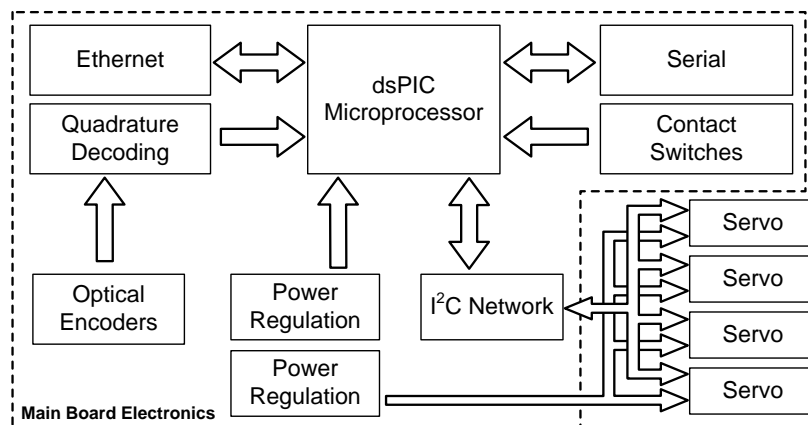 Ethernet
dsPIC
Microprocessor
Serial
Quadrature
Decoding
Contact
Switches
Servo
Servo
Servo
Servo
Optical
Encoders
Power
Regulation
I²C Network
Power
Regulation
Main Board Electronics